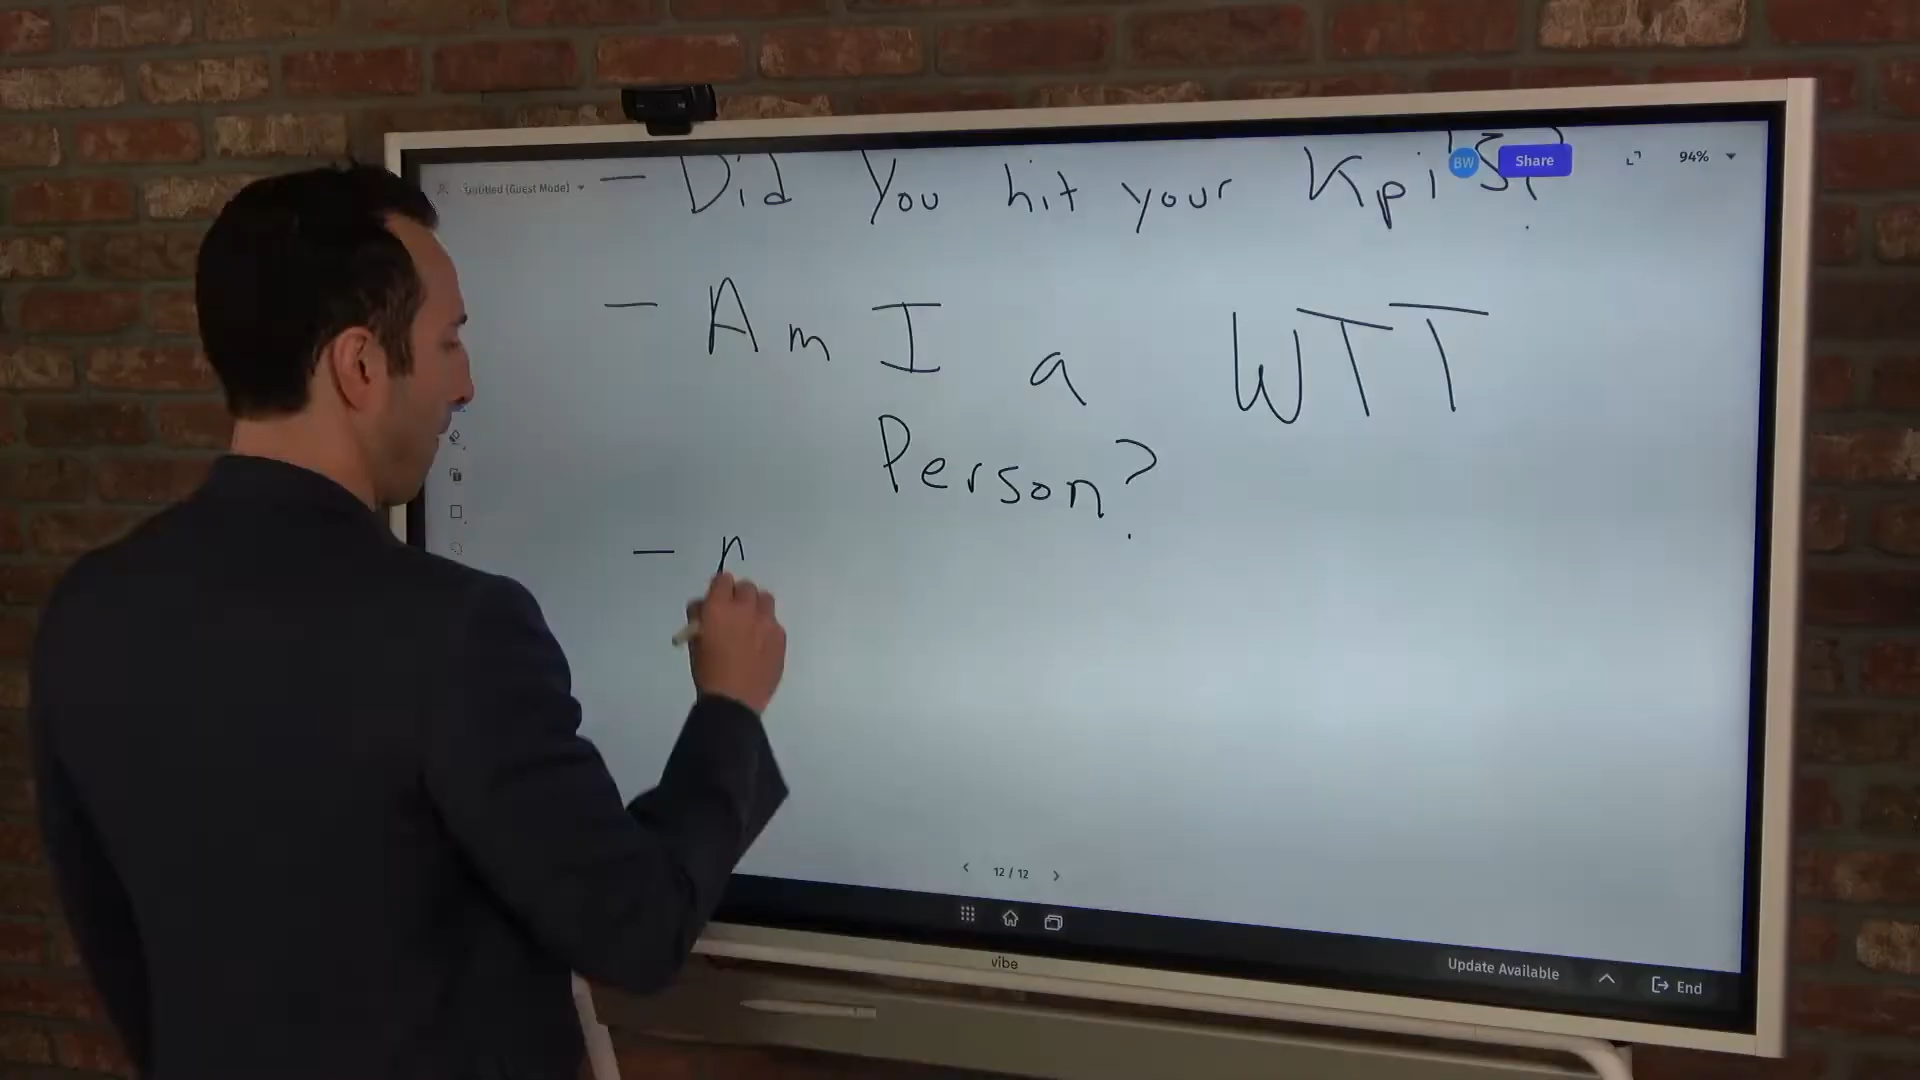 Untitled (Guest Mode)
- Did You hit your Kpi's?
BW
Share
94%
- Am I a WTT
Person?
- n
12 / 12
vibe
Update Available
End